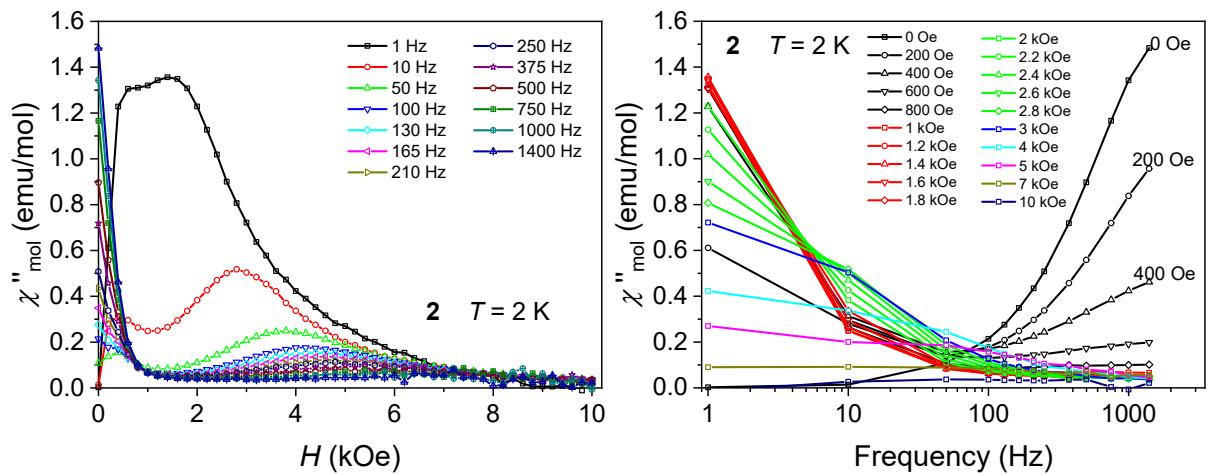 1.6
1.4
1.2
1.0
0.8
0.6
0.4
0.2
0.0
χ''mol (emu/mol)
0
2
4
6
8
10
H (kOe)
1 Hz
10 Hz
50 Hz
100 Hz
130 Hz
165 Hz
210 Hz
250 Hz
375 Hz
500 Hz
750 Hz
1000 Hz
1400 Hz
2 T = 2 K
1.6
1.4
1.2
1.0
0.8
0.6
0.4
0.2
0.0
χ''mol (emu/mol)
1
10
100
1000
Frequency (Hz)
2 T = 2 K
0 Oe
200 Oe
400 Oe
600 Oe
800 Oe
1 kOe
1.2 kOe
1.4 kOe
1.6 kOe
1.8 kOe
2 kOe
2.2 kOe
2.4 kOe
2.6 kOe
2.8 kOe
3 kOe
4 kOe
5 kOe
7 kOe
10 kOe
0 Oe
200 Oe
400 Oe